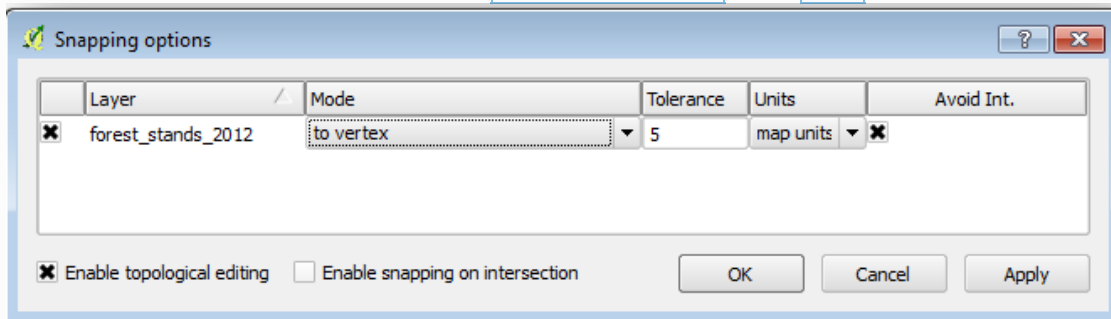 Snapping options
Layer Mode Tolerance Units Avoid Int.
forest_stands_2012 to vertex 5 map units
Enable topological editing Enable snapping on intersection OK Cancel Apply